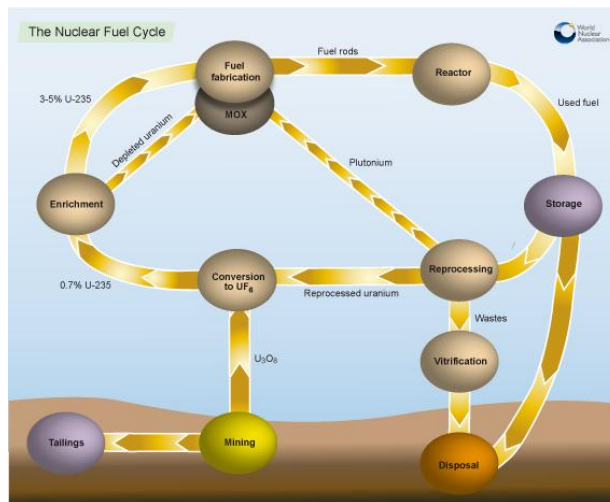 The Nuclear Fuel Cycle
World
Nuclear
Association
Fuel
fabrication
Fuel rods
Reactor
3-5% U-235
MOX
Used fuel
Depleted uranium
Plutonium
Enrichment
Storage
0.7% U-235
Conversion
to UF₆
Reprocessed uranium
Reprocessing
Wastes
U₃O₈
Vitrification
Tailings
Mining
Disposal